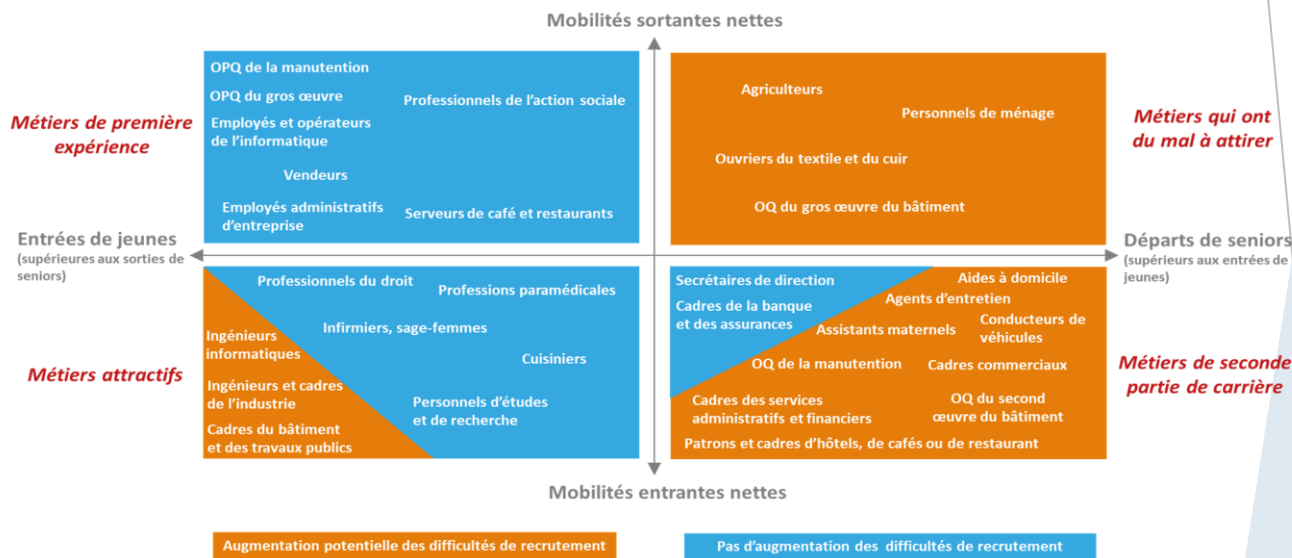 Mobilités sortantes nettes
Métiers de première
expérience
OPQ de la manutention
OPQ du gros œuvre
Professionnels de l'action sociale
Employés et opérateurs
de l'informatique
Vendeurs
Employés administratifs
d'entreprise
Serveurs de café et restaurants
Agriculteurs
Personnels de ménage
Ouvriers du textile et du cuir
OQ du gros œuvre du bâtiment
Métiers qui ont
du mal à attirer
Entrées de jeunes
(supérieures aux sorties de
seniors)
Départs de seniors
(supérieurs aux entrées de
jeunes)
Métiers attractifs
Professionnels du droit
Professions paramédicales
Infirmiers, sage-femmes
Ingénieurs
informatiques
Cuisiniers
Ingénieurs et cadres
de l'industrie
Personnels d'études
et de recherche
Cadres du bâtiment
et des travaux publics
Secrétaires de direction
Aides à domicile
Agents d'entretien
Cadres de la banque
et des assurances
Assistants maternels
Conducteurs de
véhicules
OQ de la manutention
Cadres commerciaux
Cadres des services
administratifs et financiers
OQ du second
œuvre du bâtiment
Patrons et cadres d'hôtels, de cafés ou de restaurant
Métiers de seconde
partie de carrière
Mobilités entrantes nettes
Augmentation potentielle des difficultés de recrutement
Pas d'augmentation des difficultés de recrutement